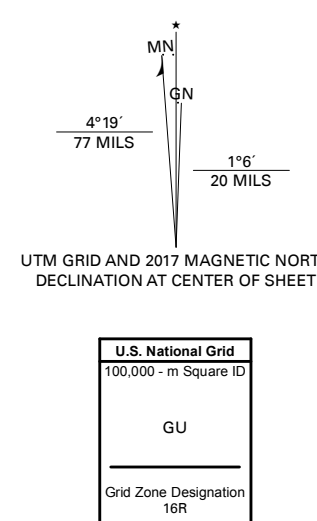 ★
MN
GN
4°19´
77 MILS
1°6´
20 MILS
UTM GRID AND 2017 MAGNETIC NORT
DECLINATION AT CENTER OF SHEET
U.S. National Grid
100,000 - m Square ID
GU
Grid Zone Designation
16R